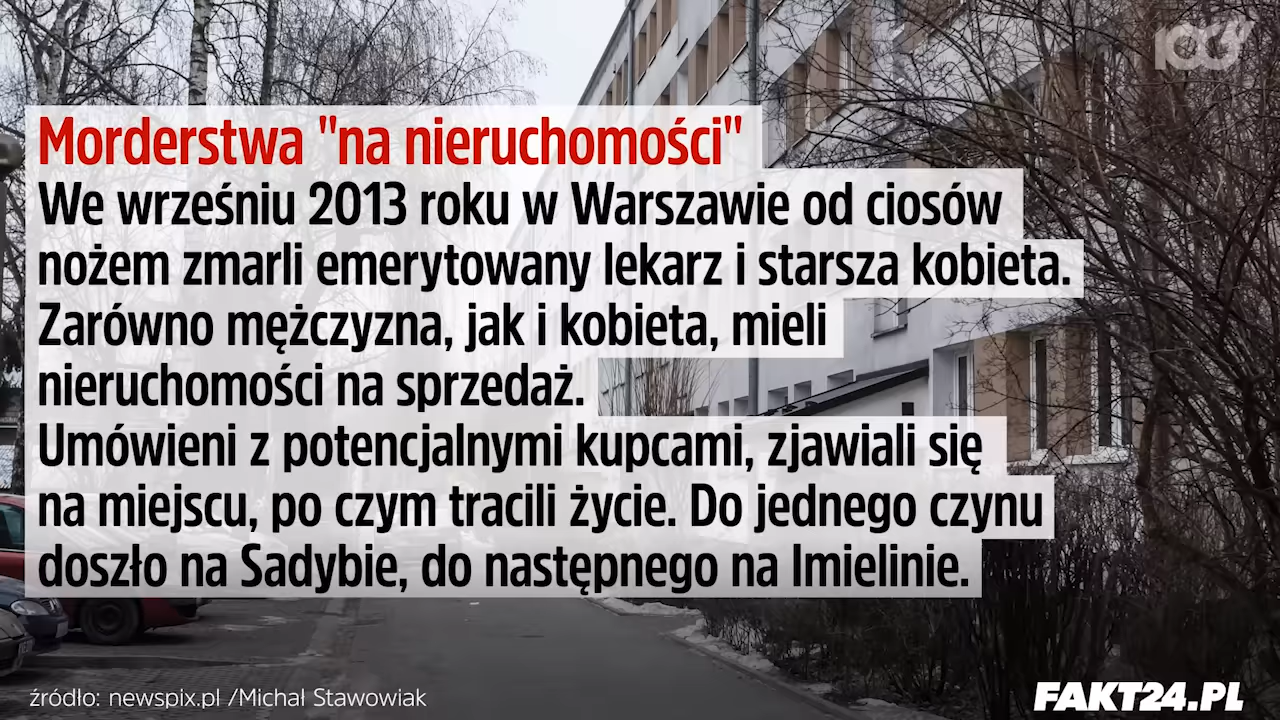 Morderstwa "na nieruchomości"
We wrześniu 2013 roku w Warszawie od ciosów
nożem zmarli emerytowany lekarz i starsza kobieta.
Zarówno mężczyzna, jak i kobieta, mieli
nieruchomości na sprzedaż.
Umówieni z potencjalnymi kupcami, zjawiali się
na miejscu, po czym tracili życie. Do jednego czynu
doszło na Sadybie, do następnego na Imielinie.
źródło: newspix.pl /Michał Stawowiak
FAKT24.PL